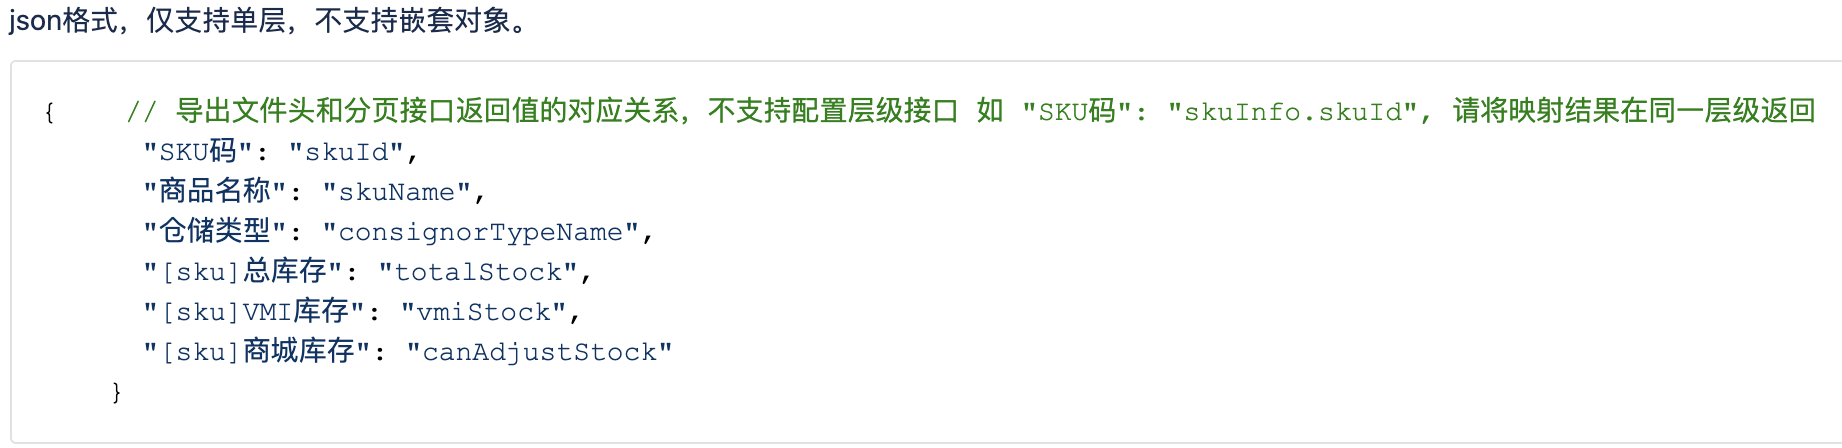 json格式，仅支持单层，不支持嵌套对象。
{    // 导出文件头和分页接口返回值的对应关系，不支持配置层级接口 如 "SKU码": "skuInfo.skuId", 请将映射结果在同一层级返回
"SKU码": "skuId",
"商品名称": "skuName",
"仓储类型": "consignorTypeName",
"[sku]总库存": "totalStock",
"[sku]VMI库存": "vmiStock",
"[sku]商城库存": "canAdjustStock"
}